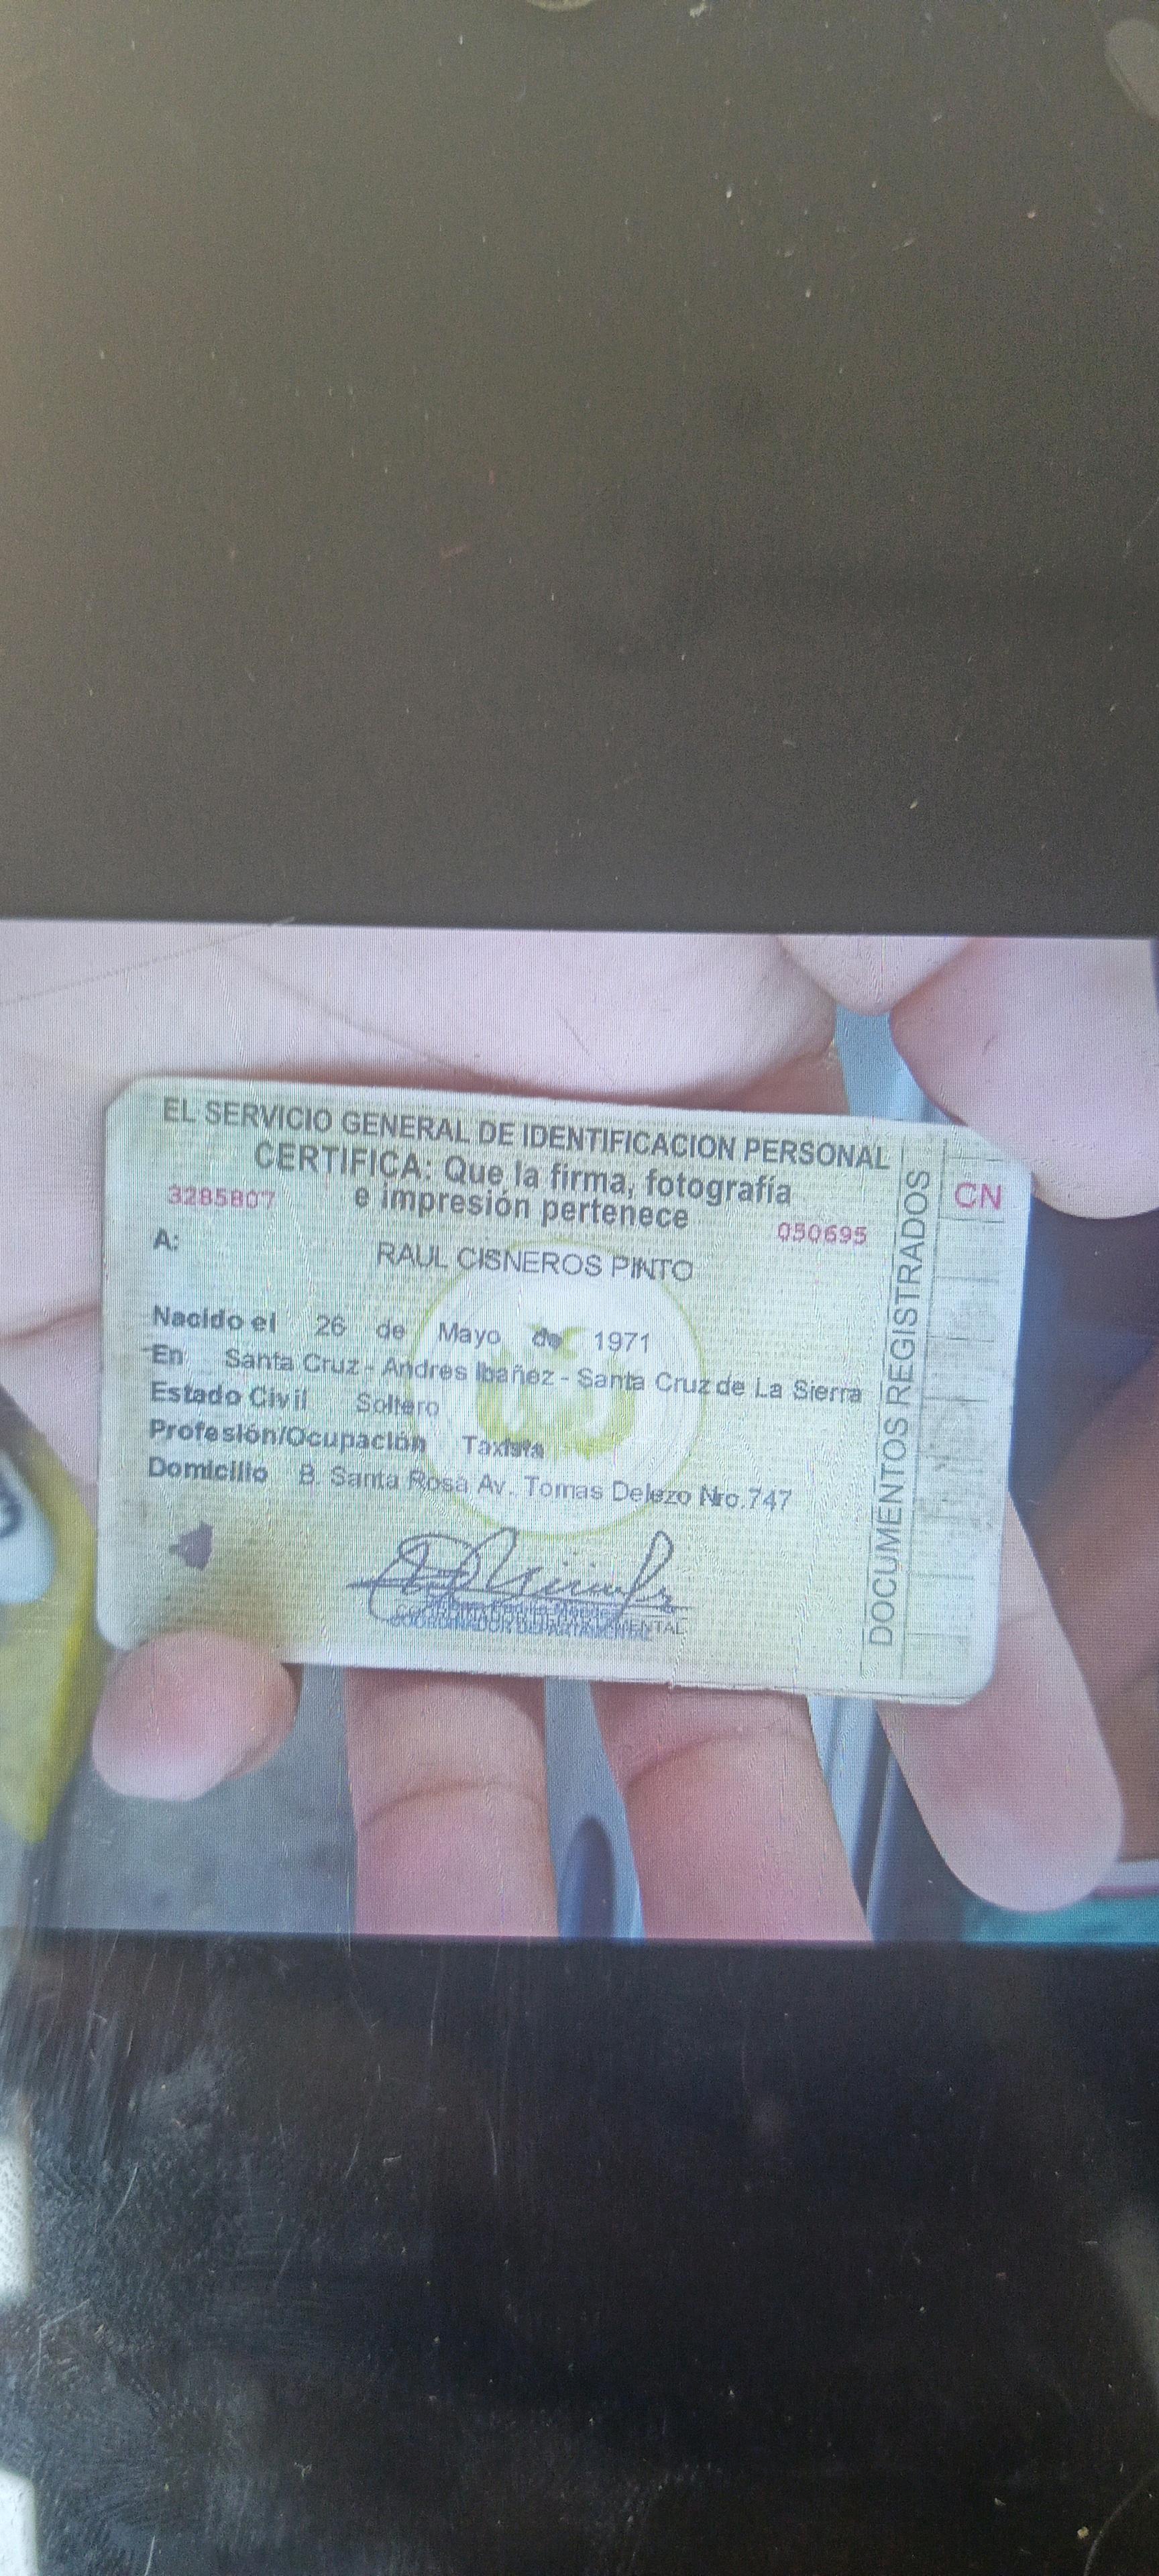 EL SERVICIO GENERAL DE IDENTIFICACION PERSONAL
CERTIFICA: Que la firma, fotografía
e impresión pertenece
3285807
050695
A: RAUL CISNEROS PINTO
Nacido el 26 de Mayo de 1971
En Santa Cruz - Andres Ibañez - Santa Cruz de La Sierra
Estado Civil Soltero
Profesión/Ocupación Taxista
Domicilio B. Santa Rosa Av. Tomas Delezo Nro.747
COORDINADOR DEPARTAMENTAL
DOCUMENTOS REGISTRADOS
CN